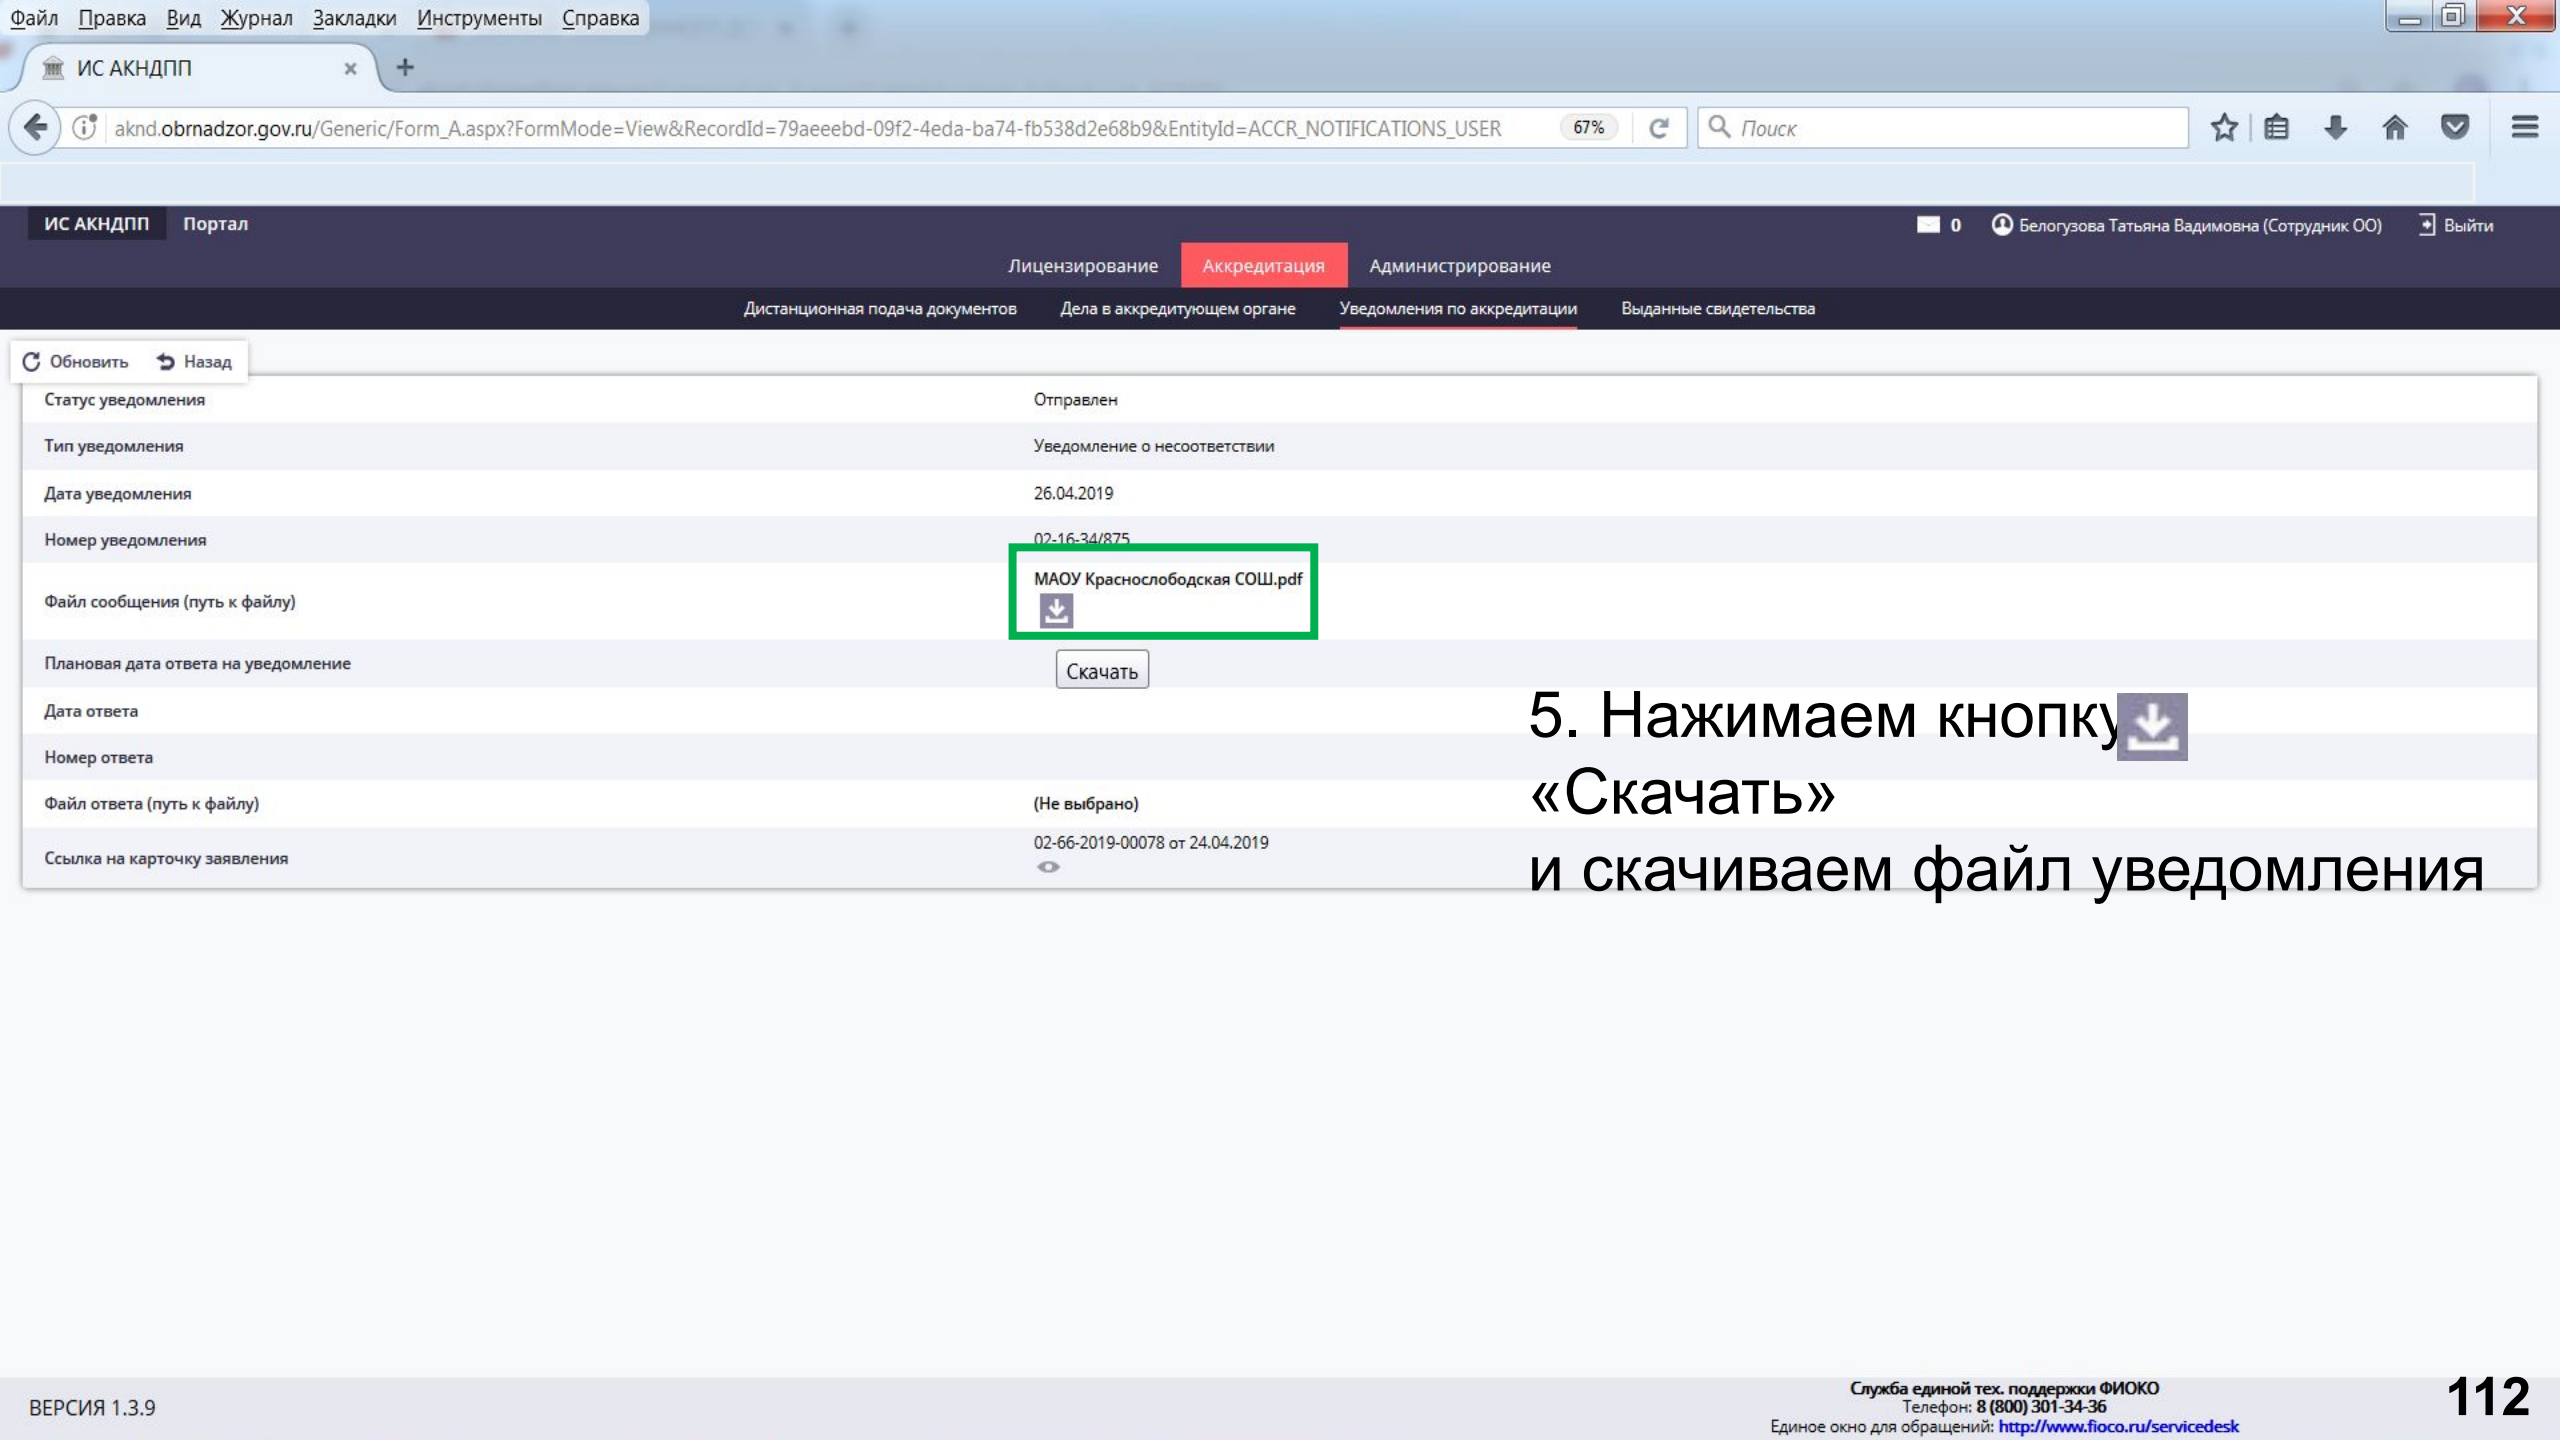 Файл Правка Вид Журнал Закладки Инструменты Справка
ИС АКНДПП
aknd.obrnadzor.gov.ru/Generic/Form_A.aspx?FormMode=View&RecordId=79aeeebd-09f2-4eda-ba74-fb538d2e68b9&EntityId=ACCR_NOTIFICATIONS_USER 67% Поиск
ИС АКНДПП Портал 0 Белогузова Татьяна Вадимовна (Сотрудник ОО) Выйти
Лицензирование Аккредитация Администрирование
Дистанционная подача документов Дела в аккредитующем органе Уведомления по аккредитации Выданные свидетельства
Обновить Назад
Статус уведомления Отправлен
Тип уведомления Уведомление о несоответствии
Дата уведомления 26.04.2019
Номер уведомления 02-16-34/875
Файл сообщения (путь к файлу) МАОУ Краснослободская СОШ.pdf
Плановая дата ответа на уведомление
Скачать
Дата ответа
Номер ответа
Файл ответа (путь к файлу) (Не выбрано)
Ссылка на карточку заявления 02-66-2019-00078 от 24.04.2019
5. Нажимаем кнопку
«Скачать»
и скачиваем файл уведомления
ВЕРСИЯ 1.3.9
Служба единой тех. поддержки ФИОКО
Телефон: 8 (800) 301-34-36
Единое окно для обращений: http://www.fioco.ru/servicedesk
112